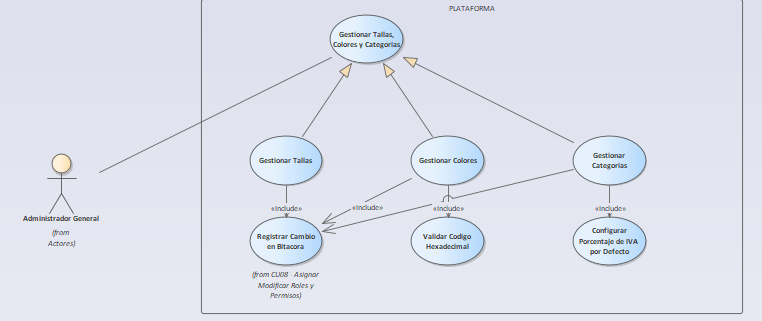 PLATAFORMA
Gestionar Tallas,
Colores y Categorias
Gestionar Tallas
Gestionar Colores
Gestionar
Categorias
Administrador General
(from
Actores)
«Include»
«Include»
«Include»
«Include»
Registrar Cambio
en Bitacora
Validar Codigo
Hexadecimal
Configurar
Porcentaje de IVA
por Defecto
(from CU08 - Asignar
Modificar Roles y
Permisos)